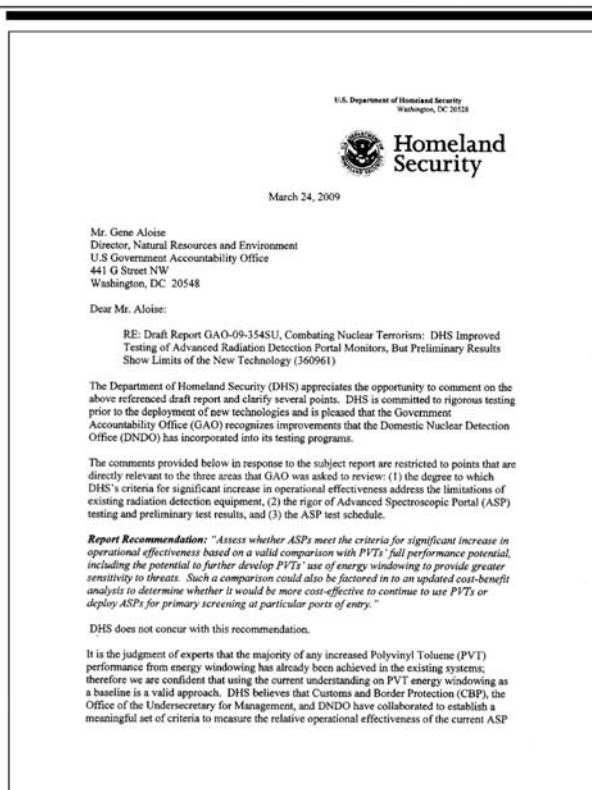 U.S. Department of Homeland Security
Washington, DC 20528
Homeland
Security
March 24, 2009
Mr. Gene Aloise
Director, Natural Resources and Environment
U.S Government Accountability Office
441 G Street NW
Washington, DC 20548
Dear Mr. Aloise:
RE: Draft Report GAO-09-354SU, Combating Nuclear Terrorism: DHS Improved
Testing of Advanced Radiation Detection Portal Monitors, But Preliminary Results
Show Limits of the New Technology (360961)
The Department of Homeland Security (DHS) appreciates the opportunity to comment on the
above referenced draft report and clarify several points. DHS is committed to rigorous testing
prior to the deployment of new technologies and is pleased that the Government
Accountability Office (GAO) recognizes improvements that the Domestic Nuclear Detection
Office (DNDO) has incorporated into its testing programs.
The comments provided below in response to the subject report are restricted to points that are
directly relevant to the three areas that GAO was asked to review: (1) the degree to which
DHS's criteria for significant increase in operational effectiveness address the limitations of
existing radiation detection equipment, (2) the rigor of Advanced Spectroscopic Portal (ASP)
testing and preliminary test results, and (3) the ASP test schedule.
Report Recommendation: "Assess whether ASPs meet the criteria for significant increase in
operational effectiveness based on a valid comparison with PVTs' full performance potential,
including the potential to further develop PVTs' use of energy windowing to provide greater
sensitivity to threats. Such a comparison could also be factored in to an updated cost-benefit
analysis to determine whether it would be more cost-effective to continue to use PVTs or
deploy ASPs for primary screening at particular ports of entry."
DHS does not concur with this recommendation.
It is the judgment of experts that the majority of any increased Polyvinyl Toluene (PVT)
performance from energy windowing has already been achieved in the existing systems;
therefore we are confident that using the current understanding on PVT energy windowing as
a baseline is a valid approach. DHS believes that Customs and Border Protection (CBP), the
Office of the Undersecretary for Management, and DNDO have collaborated to establish a
meaningful set of criteria to measure the relative operational effectiveness of the current ASP